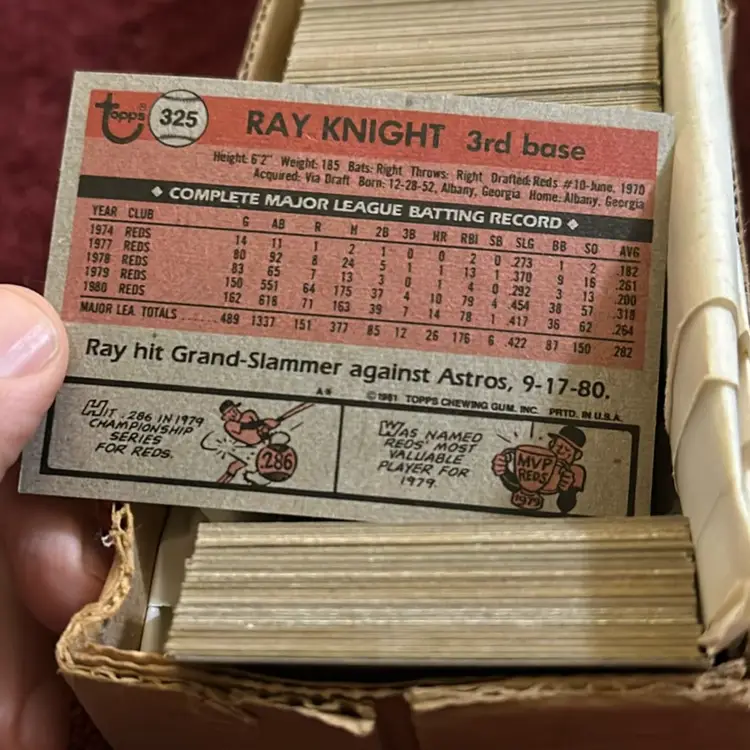 topps® 325 RAY KNIGHT 3rd base
Height: 6'2" Weight: 185 Bats: Right Throws: Right Drafted: Reds #10-June, 1970
Acquired: Via Draft Born: 12-28-52, Albany, Georgia Home: Albany, Georgia
◆ COMPLETE MAJOR LEAGUE BATTING RECORD ◆
YEAR CLUB G AB R H 2B 3B HR RBI SB SLG BB SO AVG
1974 REDS 14 11 1 2 1 0 0 2 0 .273 1 2 .182
1977 REDS 80 92 8 24 5 1 1 13 1 .370 9 16 .261
1978 REDS 83 65 7 13 3 0 1 4 0 .292 3 13 .200
1979 REDS 150 551 64 175 37 4 10 79 4 .454 38 57 .318
1980 REDS 162 618 71 163 39 7 14 78 1 .417 36 62 .264
MAJOR LEA. TOTALS ..... 489 1337 151 377 85 12 26 176 6 .422 87 150 .282
Ray hit Grand-Slammer against Astros, 9-17-80.
A* ©1981 TOPPS CHEWING GUM, INC. PRTD. IN U.S.A.
HIT .286 IN 1979
CHAMPIONSHIP
SERIES
FOR REDS.
.286
WAS NAMED
REDS' MOST
VALUABLE
PLAYER FOR
1979.
MVP
REDS
1979